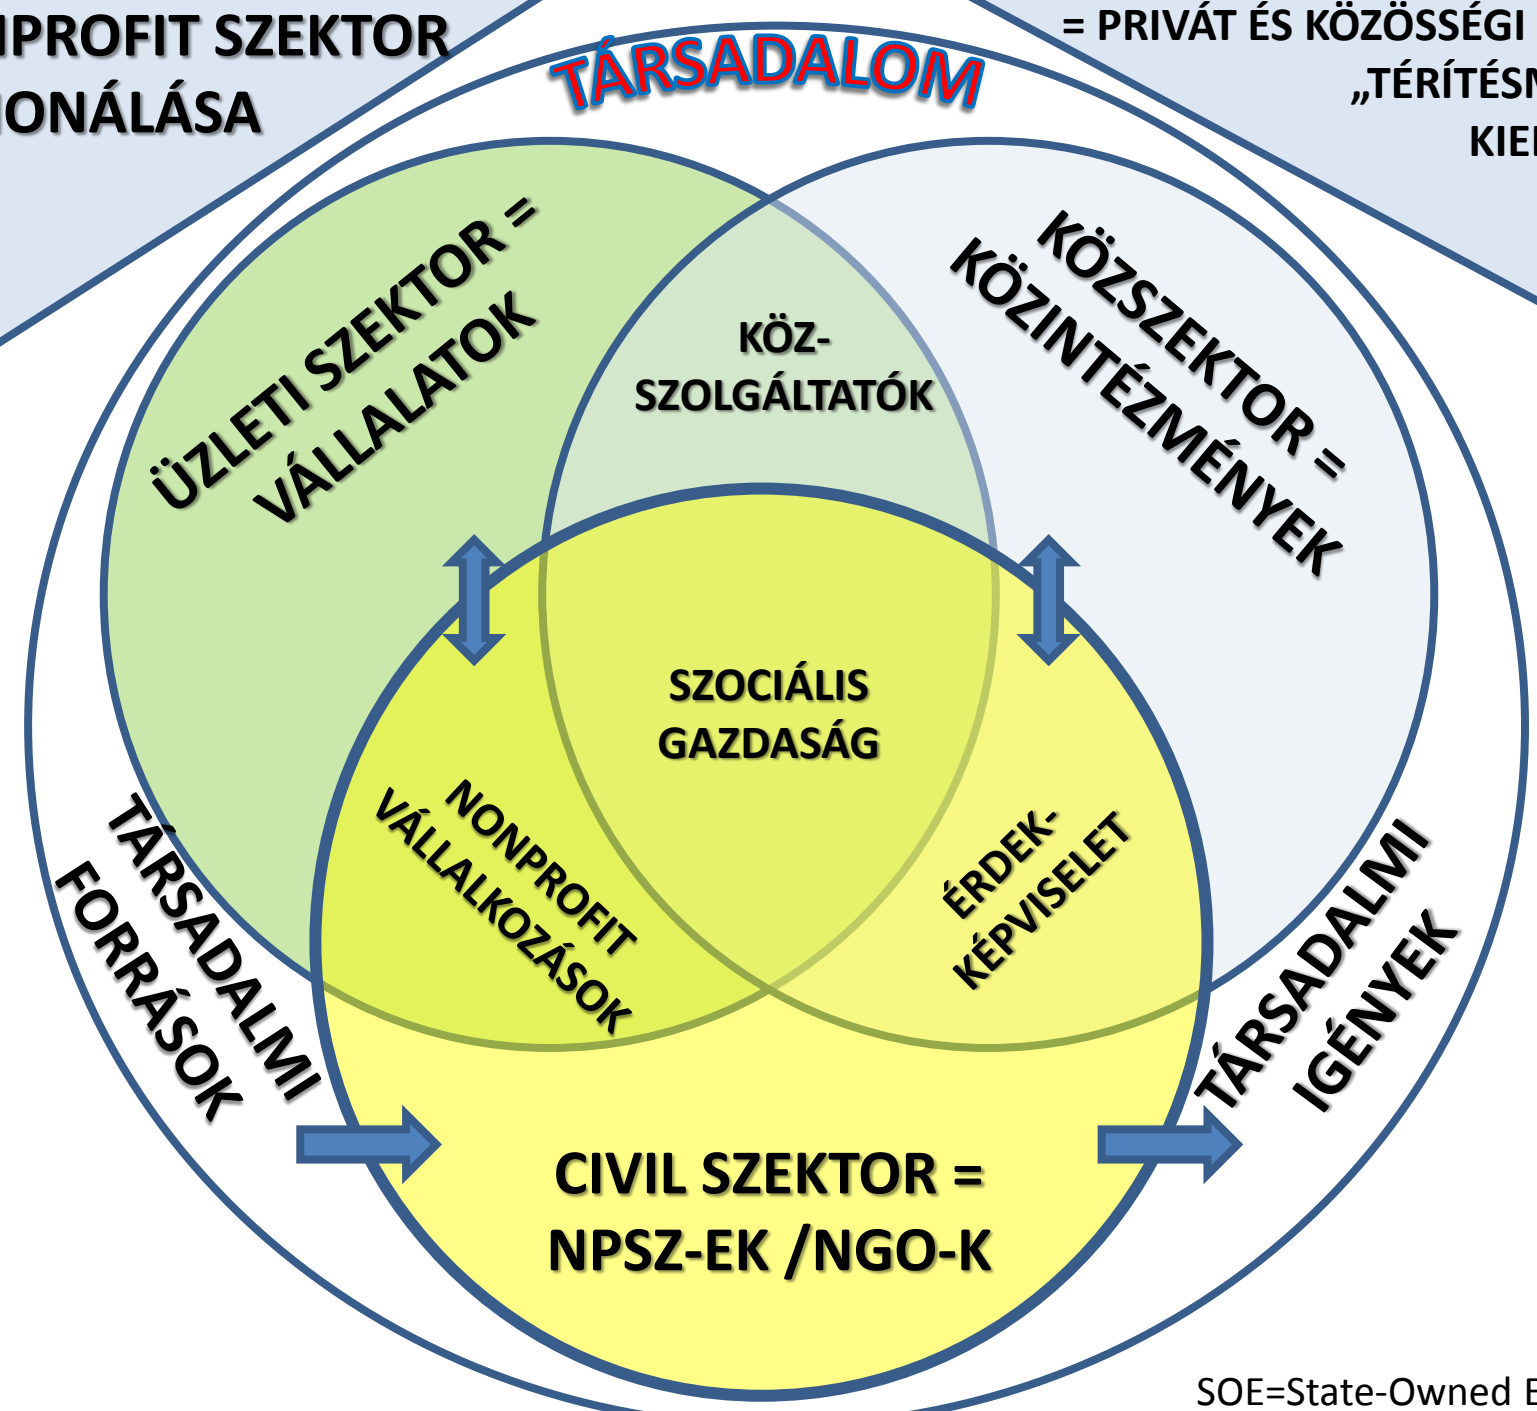 NPROFIT SZEKTOR
IONÁLÁSA
= PRIVÁT ÉS KÖZÖSSÉGI
„TÉRÍTÉSM
KIE
TÁRSADALOM
ÜZLETI SZEKTOR =
VÁLLALATOK
KÖZ-
SZOLGÁLTATÓK
KÖZSZEKTOR =
KÖZINTÉZMÉNYEK
SZOCIÁLIS
GAZDASÁG
NONPROFIT
VÁLLALKOZÁSOK
ÉRDEK-
KÉPVISELET
TÁRSADALMI
FORRÁSOK
TÁRSADALMI
IGÉNYEK
CIVIL SZEKTOR =
NPSZ-EK /NGO-K
SOE=State-Owned E